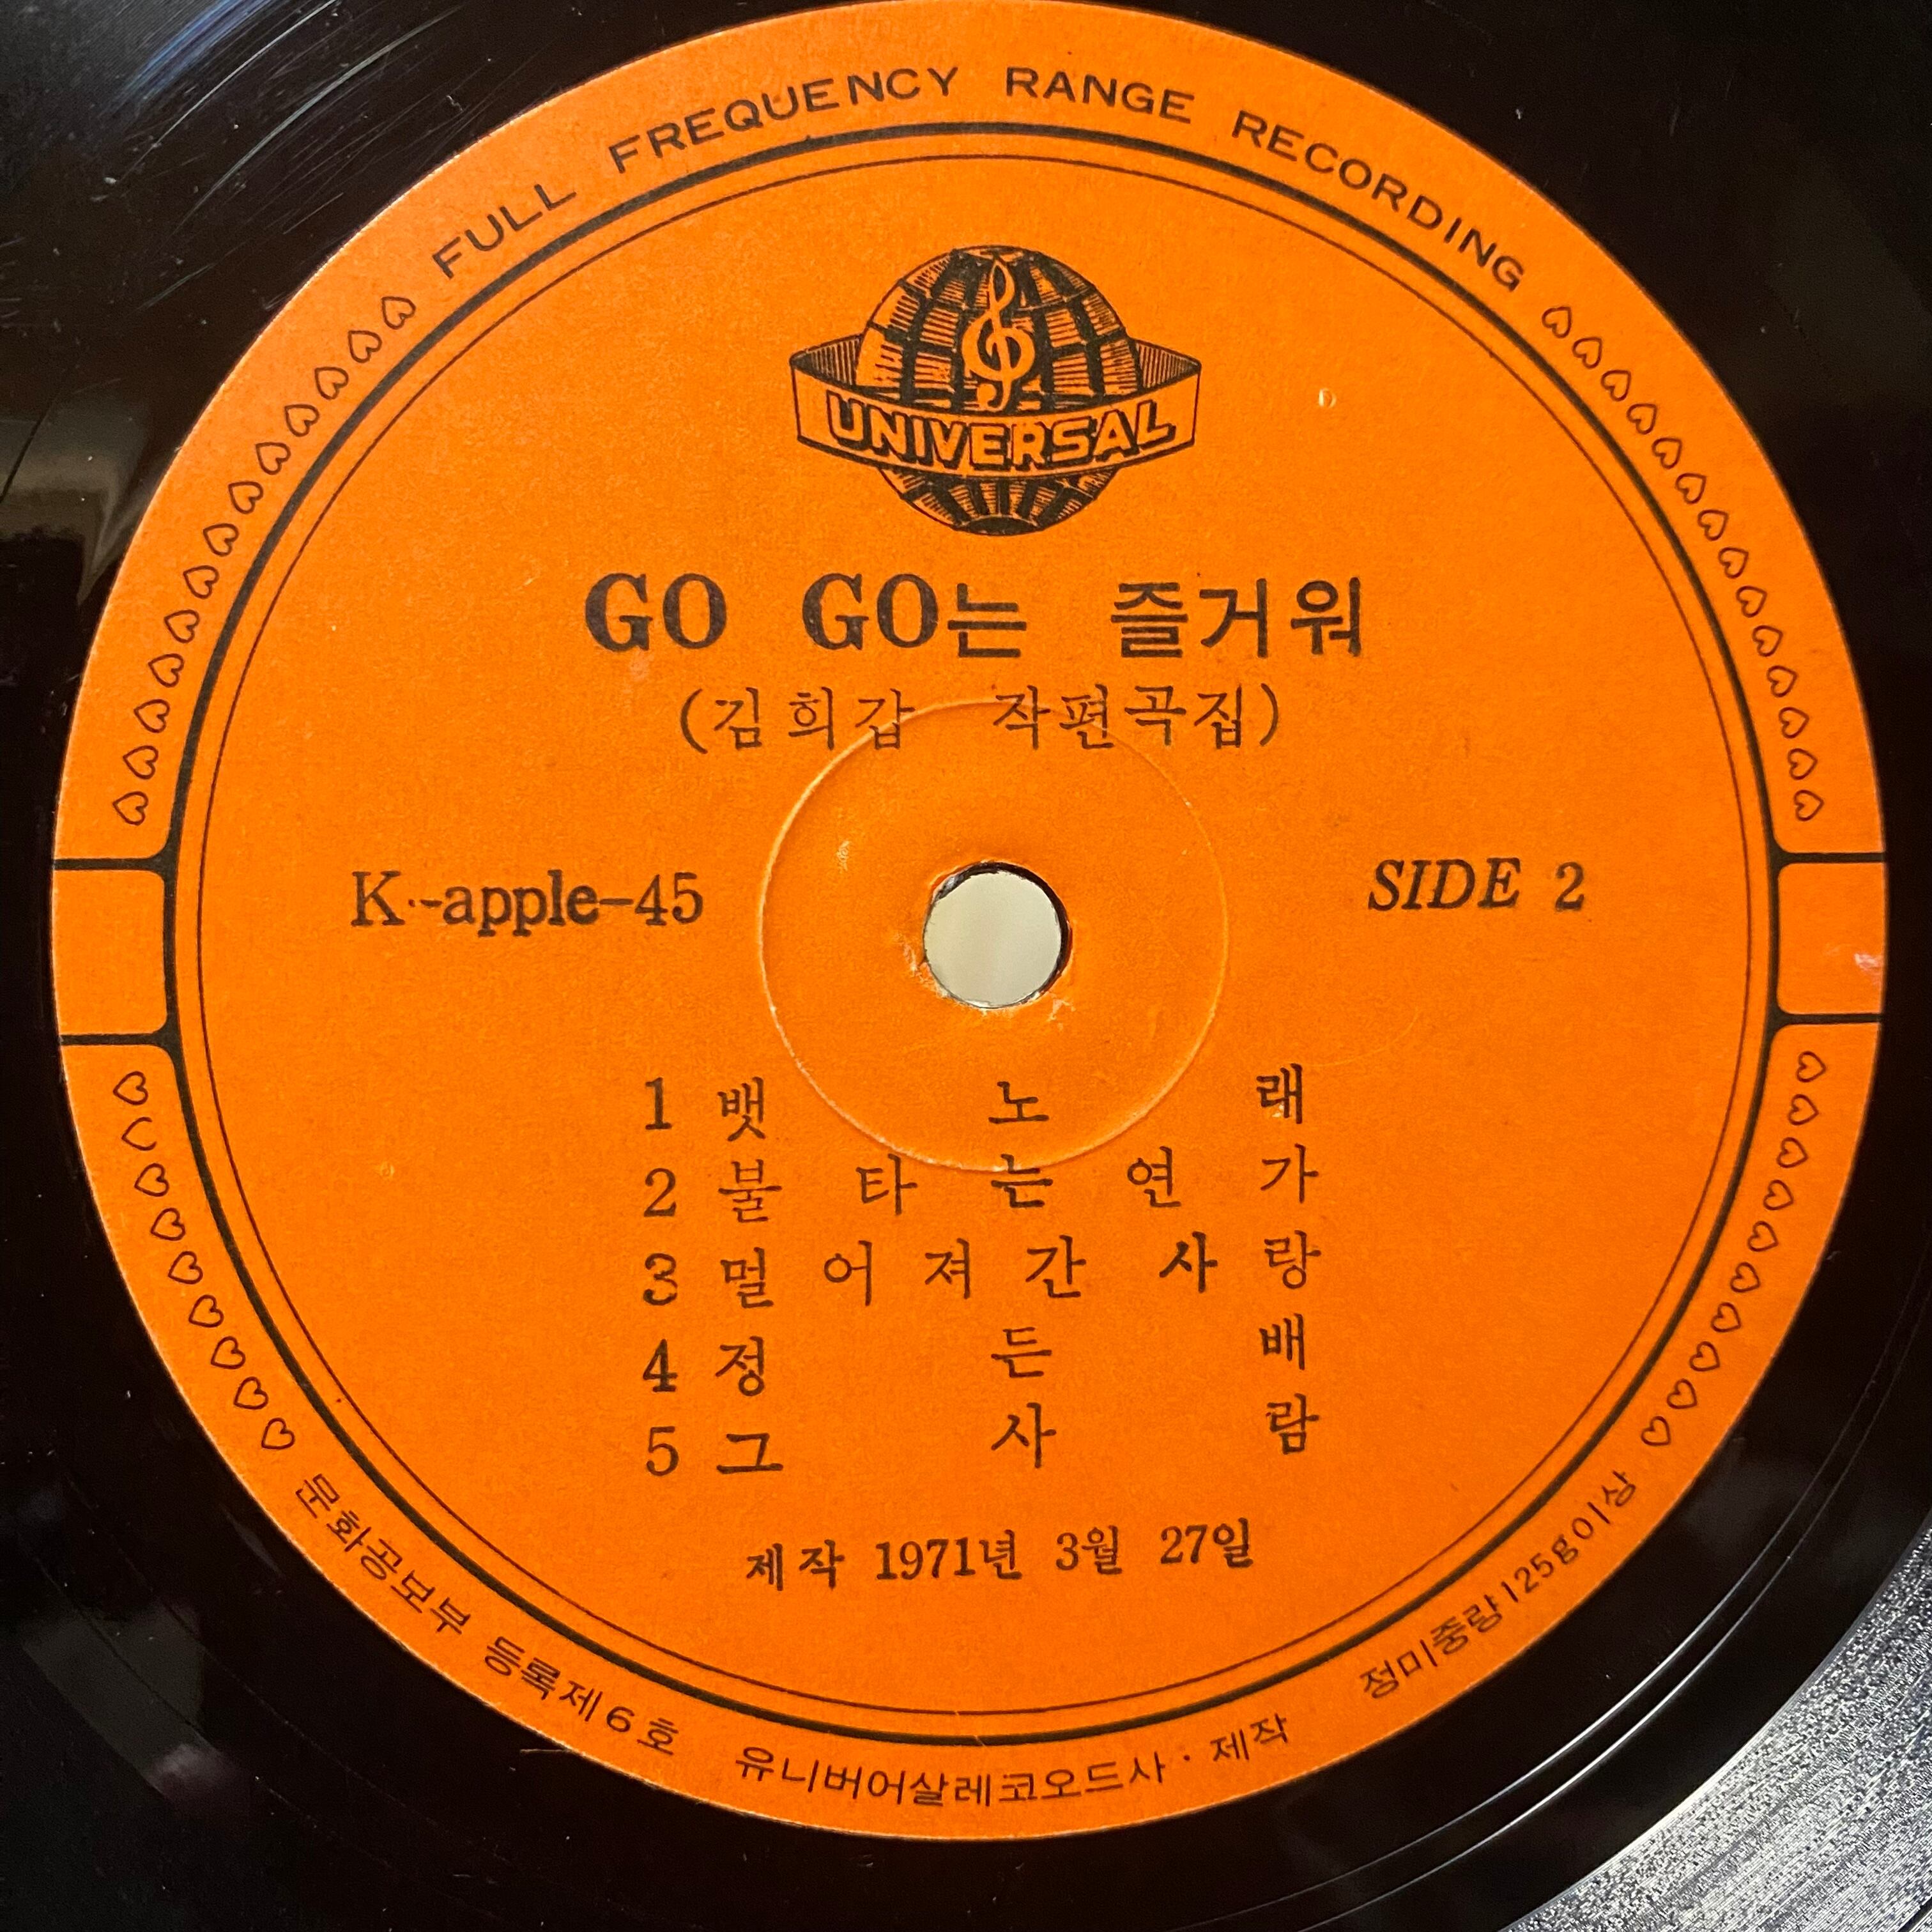 FULL FREQUENCY RANGE RECORDING
UNIVERSAL
GO GO는 즐거워
(김희갑 작편곡집)
K--apple-45
SIDE 2
1 뱃 노 래
2 불 타 는 연 가
3 멀 어 져 간 사 랑
4 정 든 배
5 그 사 람
제작 1971년 3월 27일
문화공보부 등록제6호 유니버어살레코오드사·제작 정미중량125g이상